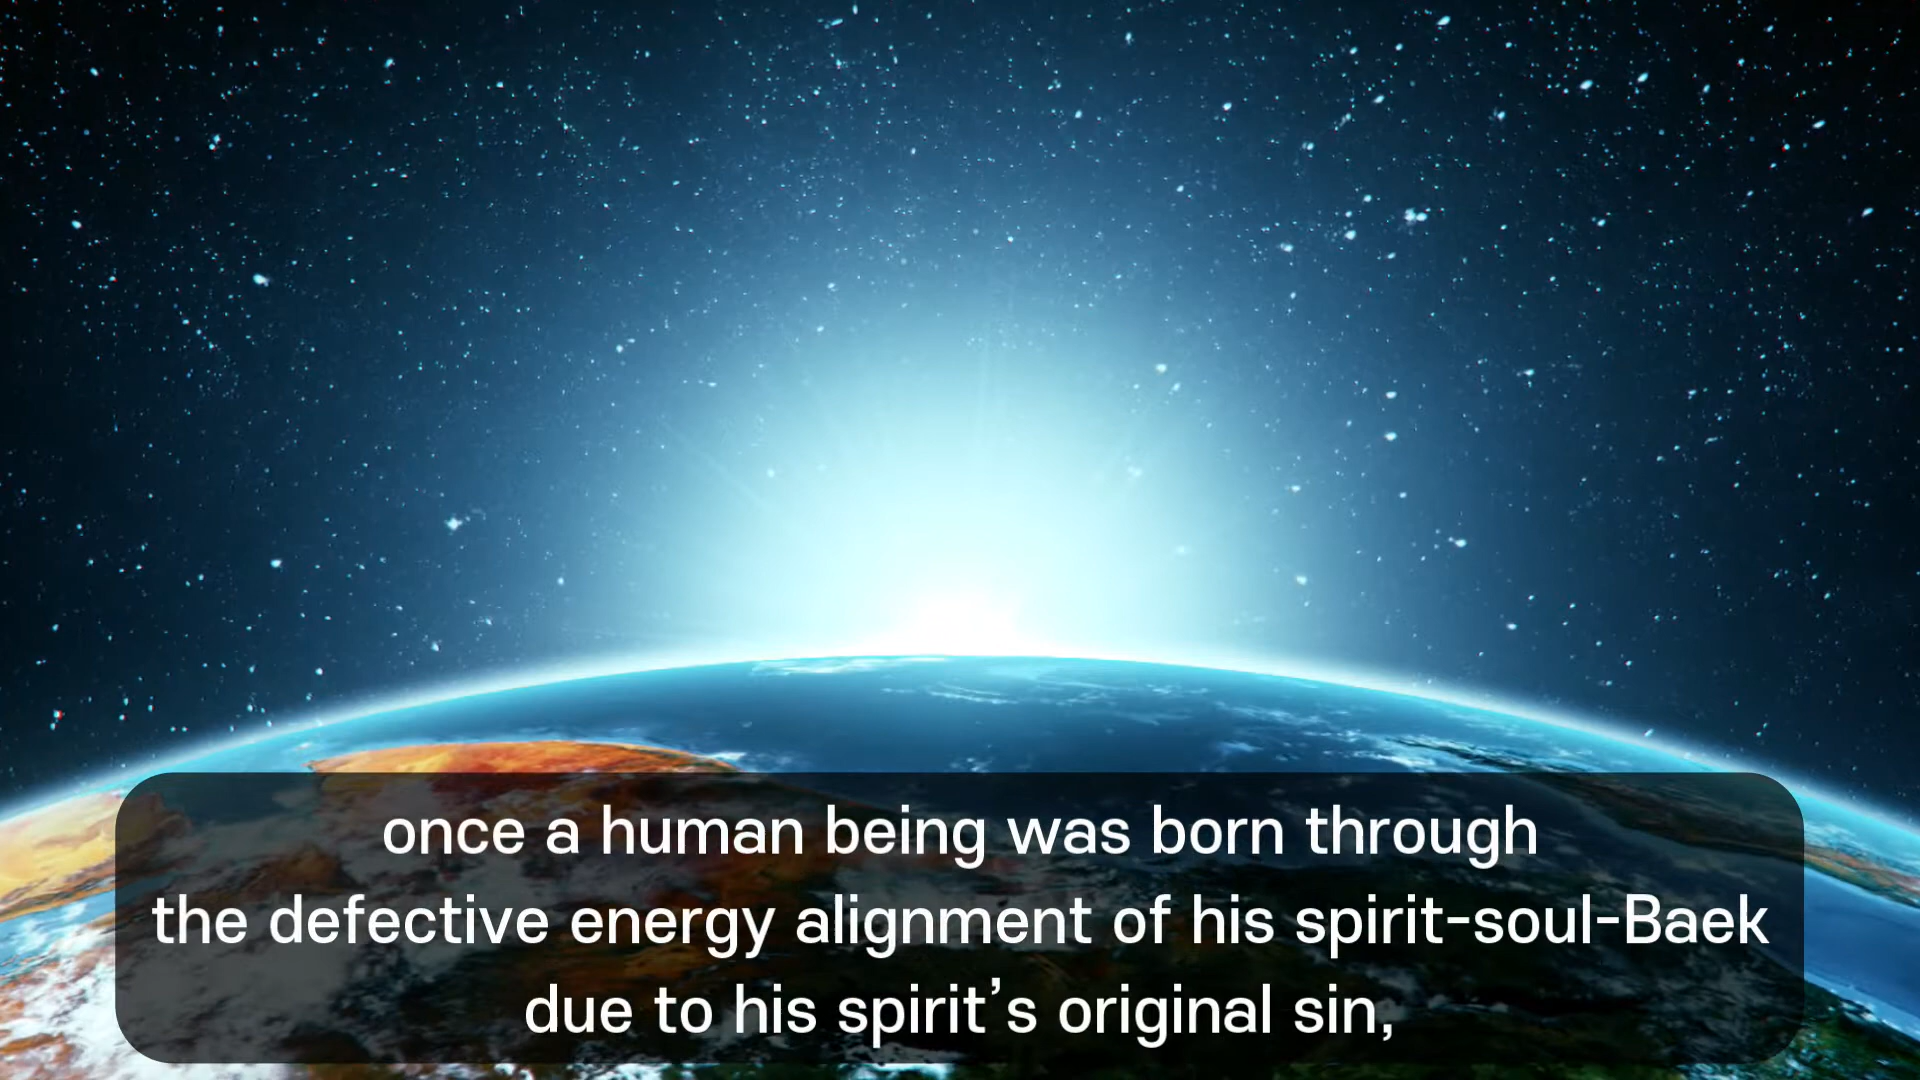 once a human being was born through
the defective energy alignment of his spirit-soul-Baek
due to his spirit's original sin,